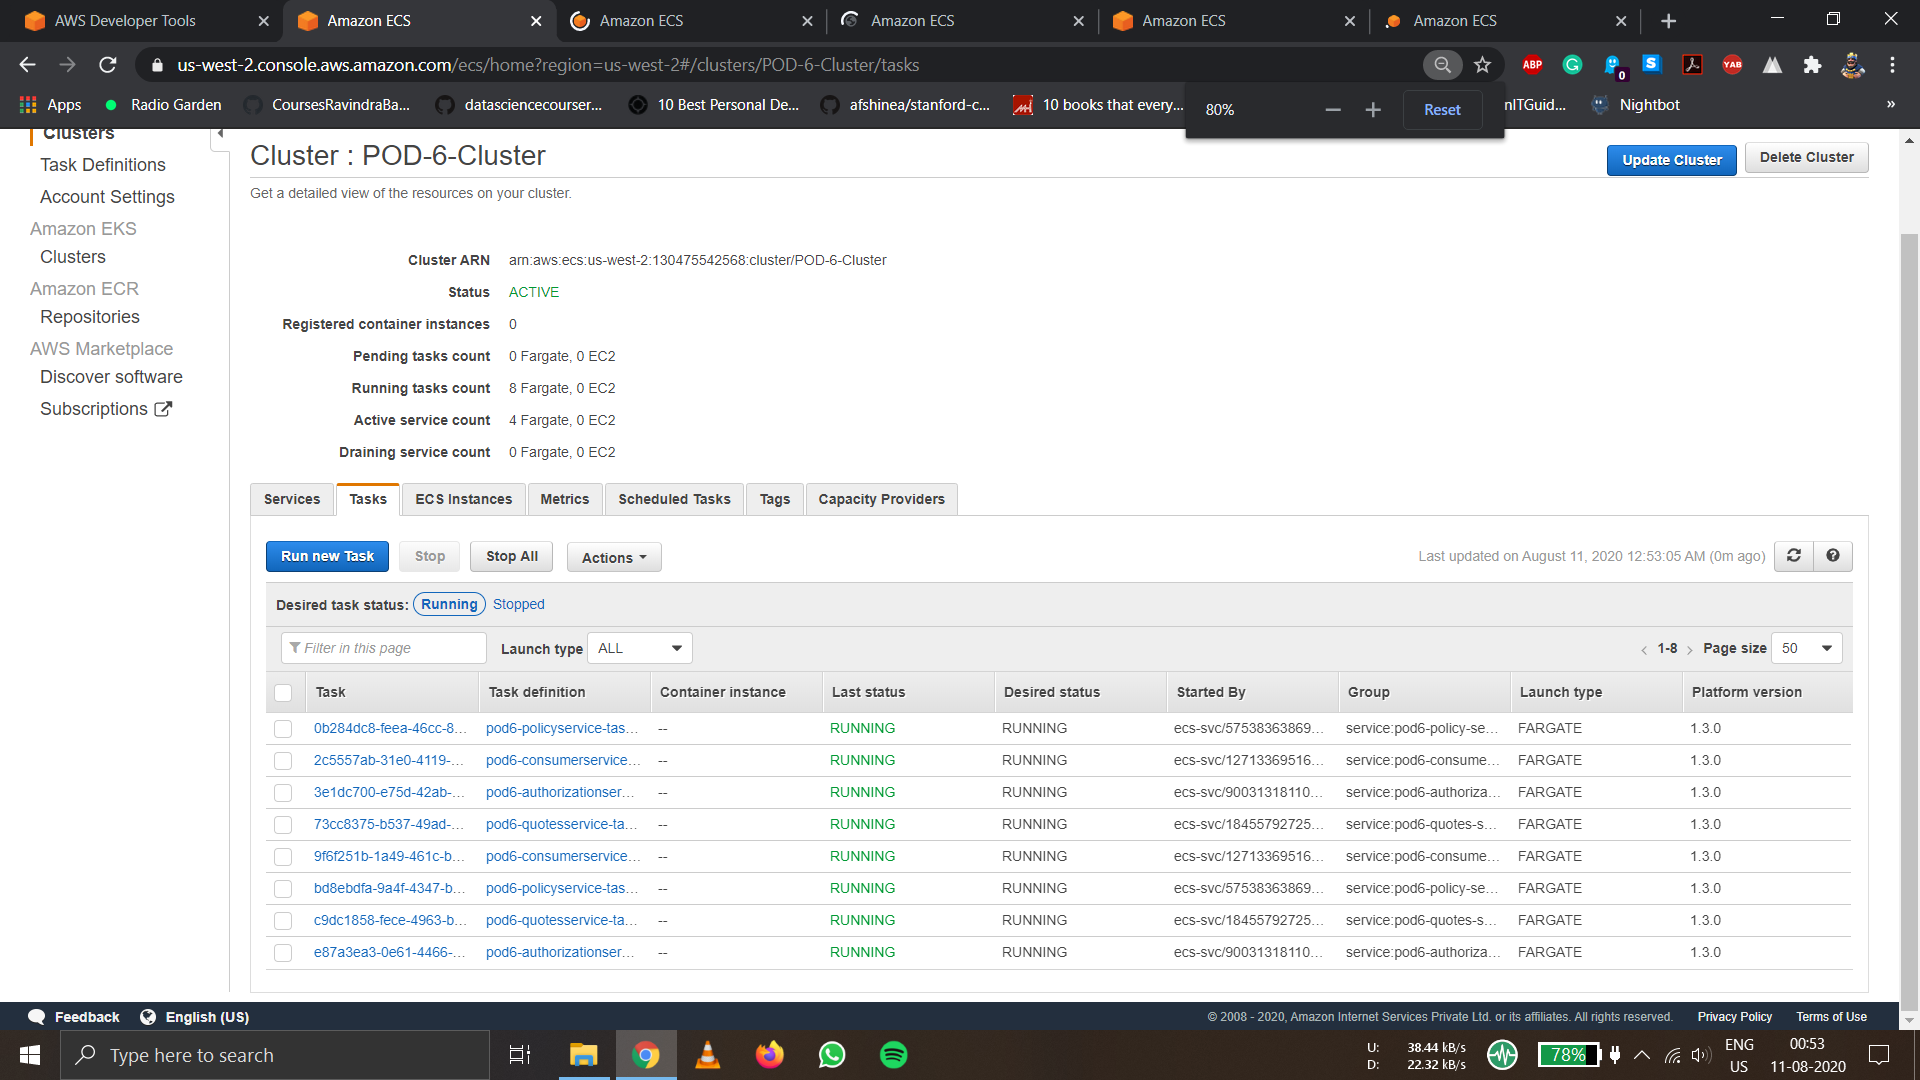 AWS Developer Tools
Amazon ECS
Amazon ECS
Amazon ECS
Amazon ECS
Amazon ECS
us-west-2.console.aws.amazon.com/ecs/home?region=us-west-2#/clusters/POD-6-Cluster/tasks
ABP
0
S
YAB
Apps
Radio Garden
CoursesRavindraBa...
datasciencecourser...
10 Best Personal De...
afshinea/stanford-c...
10 books that every...
nITGuid...
Nightbot
»
80%
Reset
Clusters
Task Definitions
Account Settings
Amazon EKS
Clusters
Amazon ECR
Repositories
AWS Marketplace
Discover software
Subscriptions
Cluster : POD-6-Cluster
Update Cluster
Delete Cluster
Get a detailed view of the resources on your cluster.
Cluster ARN arn:aws:ecs:us-west-2:130475542568:cluster/POD-6-Cluster
Status ACTIVE
Registered container instances 0
Pending tasks count 0 Fargate, 0 EC2
Running tasks count 8 Fargate, 0 EC2
Active service count 4 Fargate, 0 EC2
Draining service count 0 Fargate, 0 EC2
Services Tasks ECS Instances Metrics Scheduled Tasks Tags Capacity Providers
Run new Task Stop Stop All Actions
Last updated on August 11, 2020 12:53:05 AM (0m ago)
Desired task status: Running Stopped
Filter in this page Launch type ALL
‹ 1-8 › Page size 50
Task Task definition Container instance Last status Desired status Started By Group Launch type Platform version
0b284dc8-feea-46cc-8... pod6-policyservice-tas... -- RUNNING RUNNING ecs-svc/57538363869... service:pod6-policy-se... FARGATE 1.3.0
2c5557ab-31e0-4119-... pod6-consumerservice... -- RUNNING RUNNING ecs-svc/12713369516... service:pod6-consume... FARGATE 1.3.0
3e1dc700-e75d-42ab-... pod6-authorizationser... -- RUNNING RUNNING ecs-svc/90031318110... service:pod6-authoriza... FARGATE 1.3.0
73cc8375-b537-49ad-... pod6-quotesservice-ta... -- RUNNING RUNNING ecs-svc/18455792725... service:pod6-quotes-s... FARGATE 1.3.0
9f6f251b-1a49-461c-b... pod6-consumerservice... -- RUNNING RUNNING ecs-svc/12713369516... service:pod6-consume... FARGATE 1.3.0
bd8ebdfa-9a4f-4347-b... pod6-policyservice-tas... -- RUNNING RUNNING ecs-svc/57538363869... service:pod6-policy-se... FARGATE 1.3.0
c9dc1858-fece-4963-b... pod6-quotesservice-ta... -- RUNNING RUNNING ecs-svc/18455792725... service:pod6-quotes-s... FARGATE 1.3.0
e87a3ea3-0e61-4466-... pod6-authorizationser... -- RUNNING RUNNING ecs-svc/90031318110... service:pod6-authoriza... FARGATE 1.3.0
Feedback English (US)
© 2008 - 2020, Amazon Internet Services Private Ltd. or its affiliates. All rights reserved. Privacy Policy Terms of Use
Type here to search
U: 38.44 kB/s
D: 22.32 kB/s
78%
ENG
US
00:53
11-08-2020